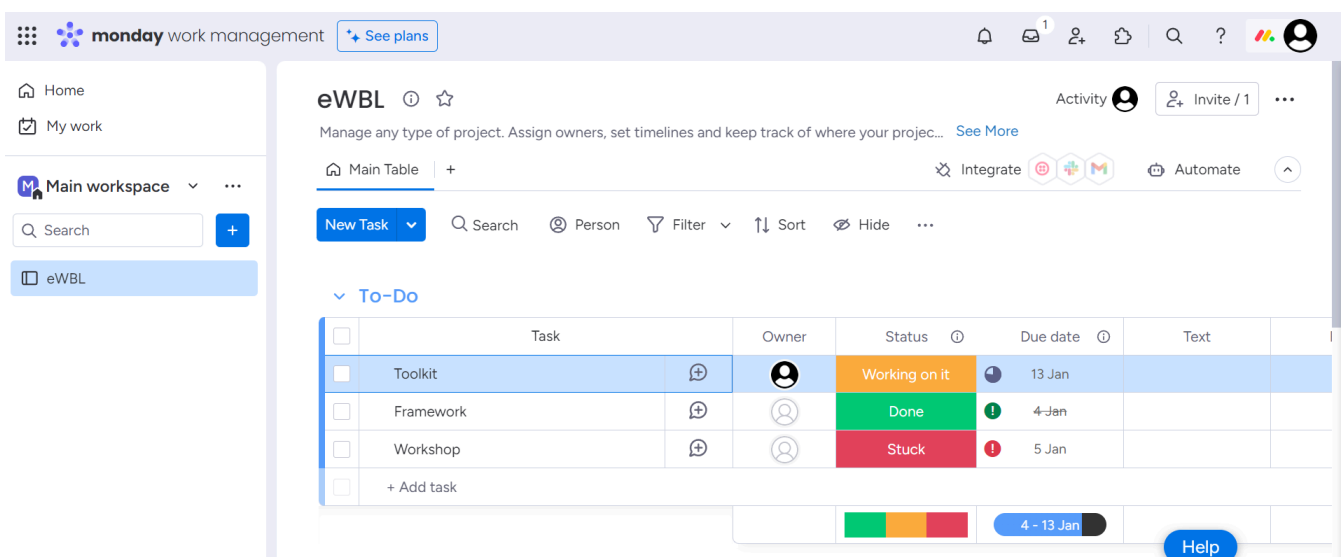 monday work management See plans 1
Home
My work
Main workspace
Search
eWBL
eWBL Activity Invite / 1
Manage any type of project. Assign owners, set timelines and keep track of where your projec... See More
Main Table + Integrate Automate
New Task Search Person Filter Sort Hide
To-Do
Task Owner Status Due date Text
Toolkit Working on it 13 Jan
Framework Done 4 Jan
Workshop Stuck 5 Jan
+ Add task
4 - 13 Jan
Help